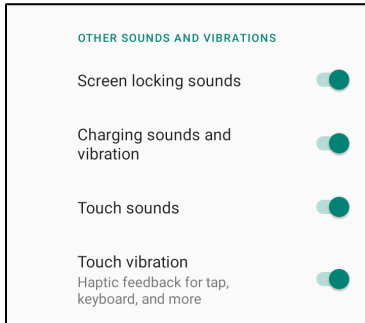 OTHER SOUNDS AND VIBRATIONS
Screen locking sounds
Charging sounds and
vibration
Touch sounds
Touch vibration
Haptic feedback for tap,
keyboard, and more